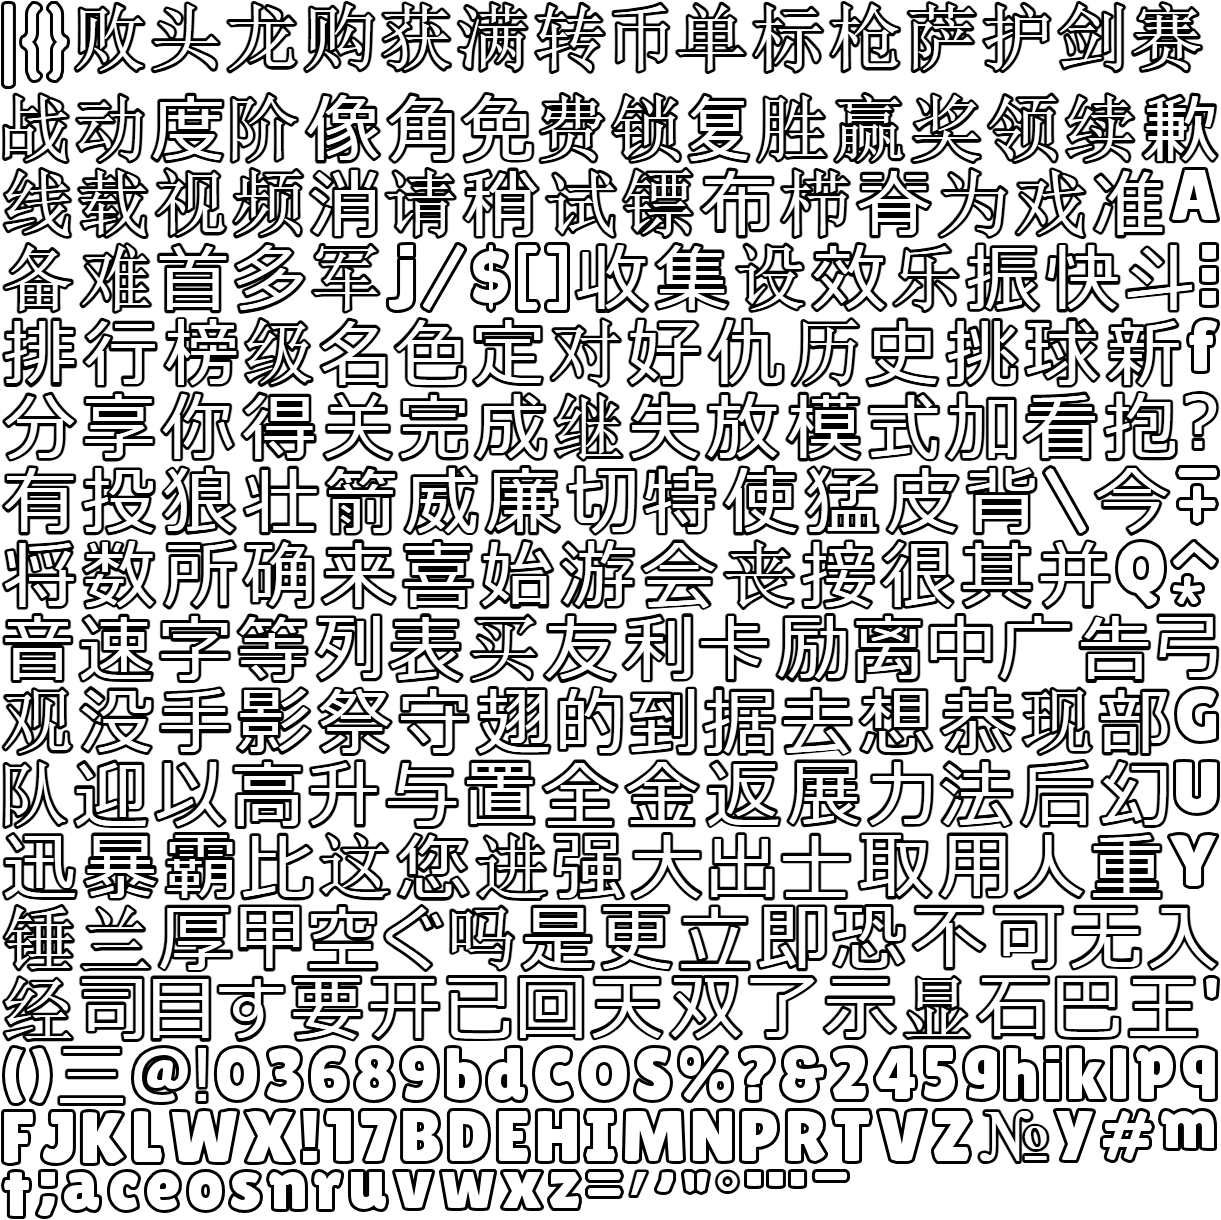 |{}败头龙购获满转币单标枪萨护剑赛
战动度阶像角免费锁复胜赢奖领续歉
线载视频消请稍试镖布栉脊为戏准A
备难首多军j/$[]收集设效乐振快斗:
排行榜级名色定对好仇历史挑球新f
分享你得关完成继失放模式加看抱?
有投狼壮箭威廉切特使猛皮背\今+
将数所确来喜始游会丧接很其并Q^*
音速字等列表买友利卡励离中广告弓
观没手影祭守翅的到据去想恭现部G
队迎以高升与置全金返展力法后幻U
迅暴霸比这您进强大出士取用人重Y
锤兰厚甲空ぐ吗是更立即恐不可无入
经司目す要开已回天双了示显石巴王'
()三@!03689bdCOS%?&245ghiklpq
FJKLWX!17BDEHIMNPRTVZ№y#m
t;aceosnruvwxz=",°…-